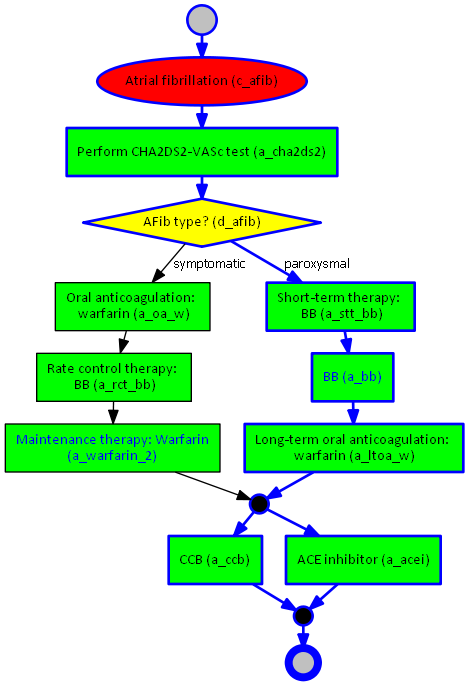 Atrial fibrillation (c_afib)
Perform CHA2DS2-VASc test (a_cha2ds2)
AFib type? (d_afib)
symptomatic
paroxysmal
Oral anticoagulation:
warfarin (a_oa_w)
Short-term therapy:
BB (a_stt_bb)
Rate control therapy:
BB (a_rct_bb)
BB (a_bb)
Maintenance therapy: Warfarin
(a_warfarin_2)
Long-term oral anticoagulation:
warfarin (a_ltoa_w)
CCB (a_ccb)
ACE inhibitor (a_acei)